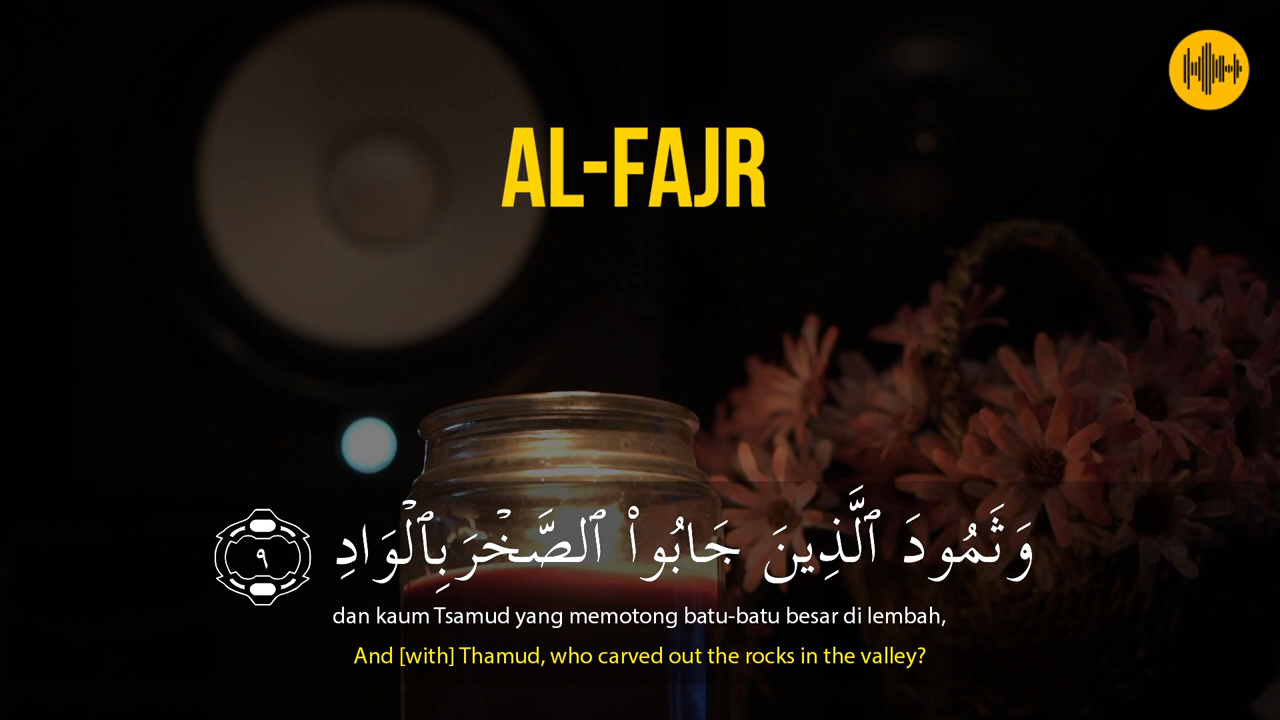 AL-FAJR
وَثَمُودَ ٱلَّذِينَ جَابُوا۟ ٱلصَّخْرَ بِٱلْوَادِ ٩
dan kaum Tsamud yang memotong batu-batu besar di lembah,
And [with] Thamud, who carved out the rocks in the valley?